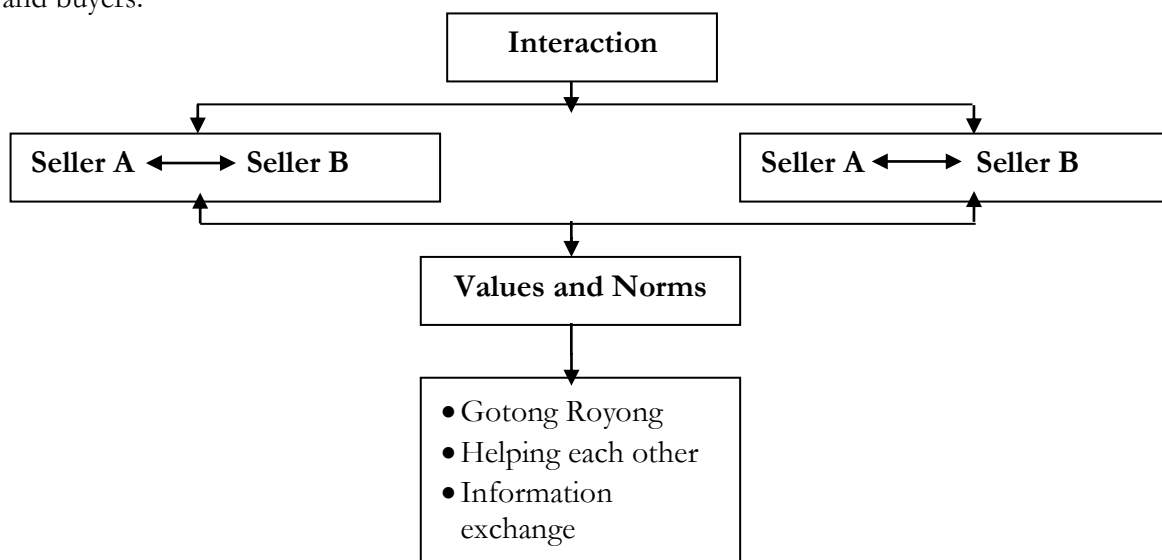 and buyers.
Interaction
Seller A Seller B
Seller A Seller B
Values and Norms
• Gotong Royong
• Helping each other
• Information
exchange